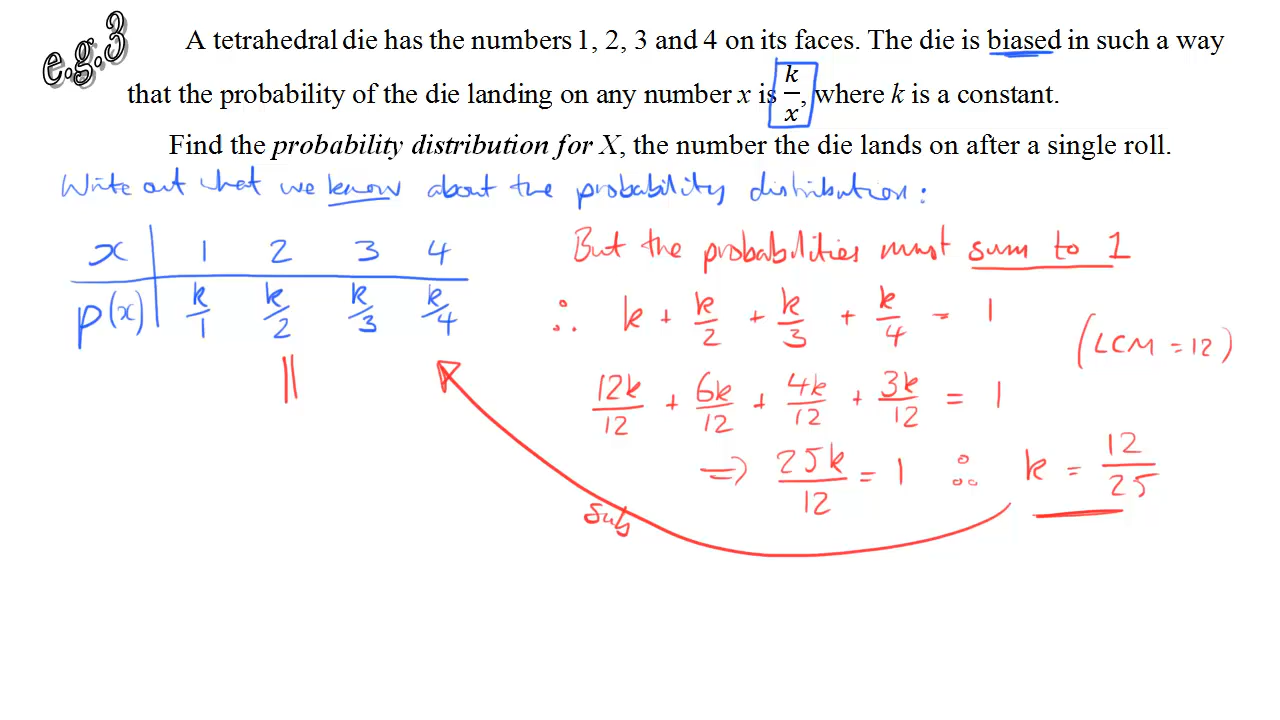 e.g.3
A tetrahedral die has the numbers 1, 2, 3 and 4 on its faces. The die is biased in such a way
that the probability of the die landing on any number x is k/x, where k is a constant.
Find the probability distribution for X, the number the die lands on after a single roll.
Write out what we know about the probability distribution:
x | 1 2 3 4
p(x) | k/1 k/2 k/3 k/4
||
But the probabilities must sum to 1
∴ k + k/2 + k/3 + k/4 = 1
(LCM = 12)
12k/12 + 6k/12 + 4k/12 + 3k/12 = 1
⇒ 25k/12 = 1 ∴ k = 12/25
Sub